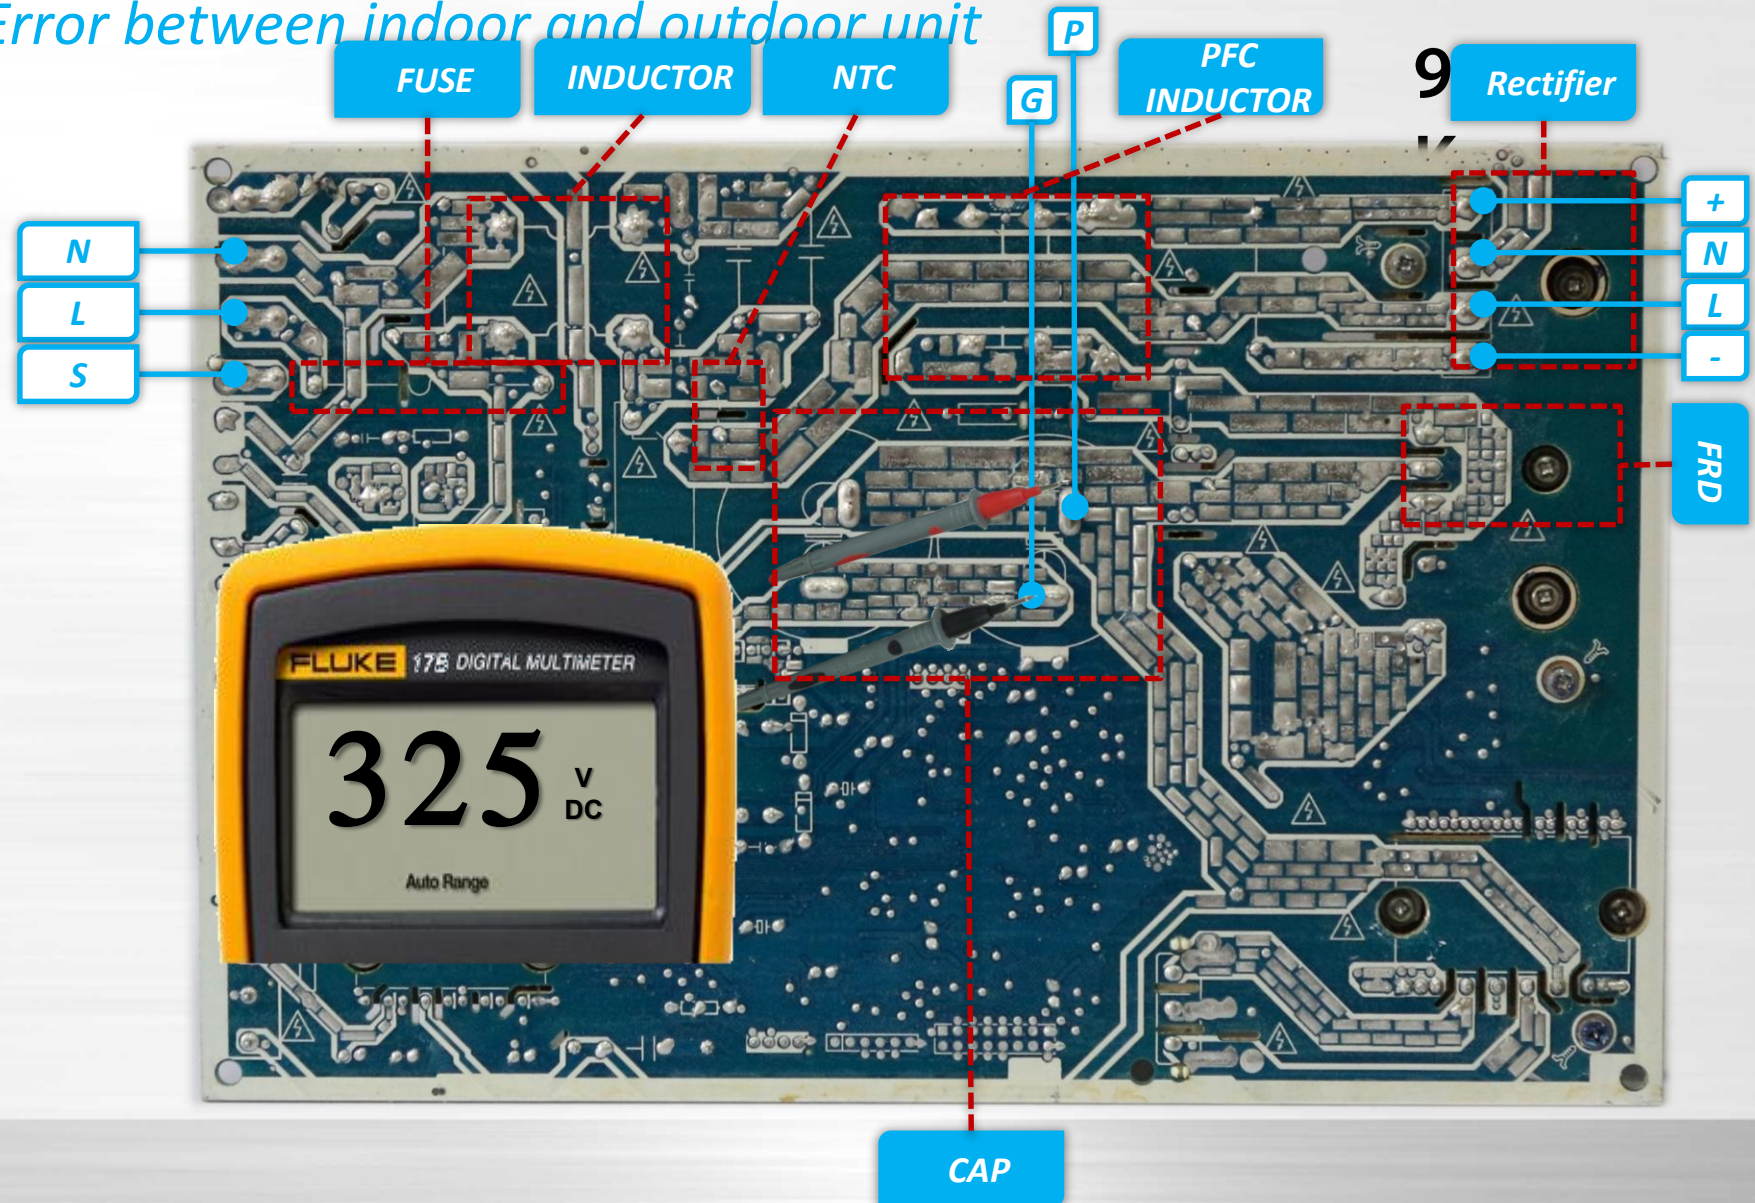 Error between indoor and outdoor unit
P
FUSE
INDUCTOR
NTC
G
PFC
INDUCTOR
9
Rectifier
K
N
L
S
+
N
L
-
FRD
FLUKE 17B DIGITAL MULTIMETER
325 V
DC
Auto Range
CAP